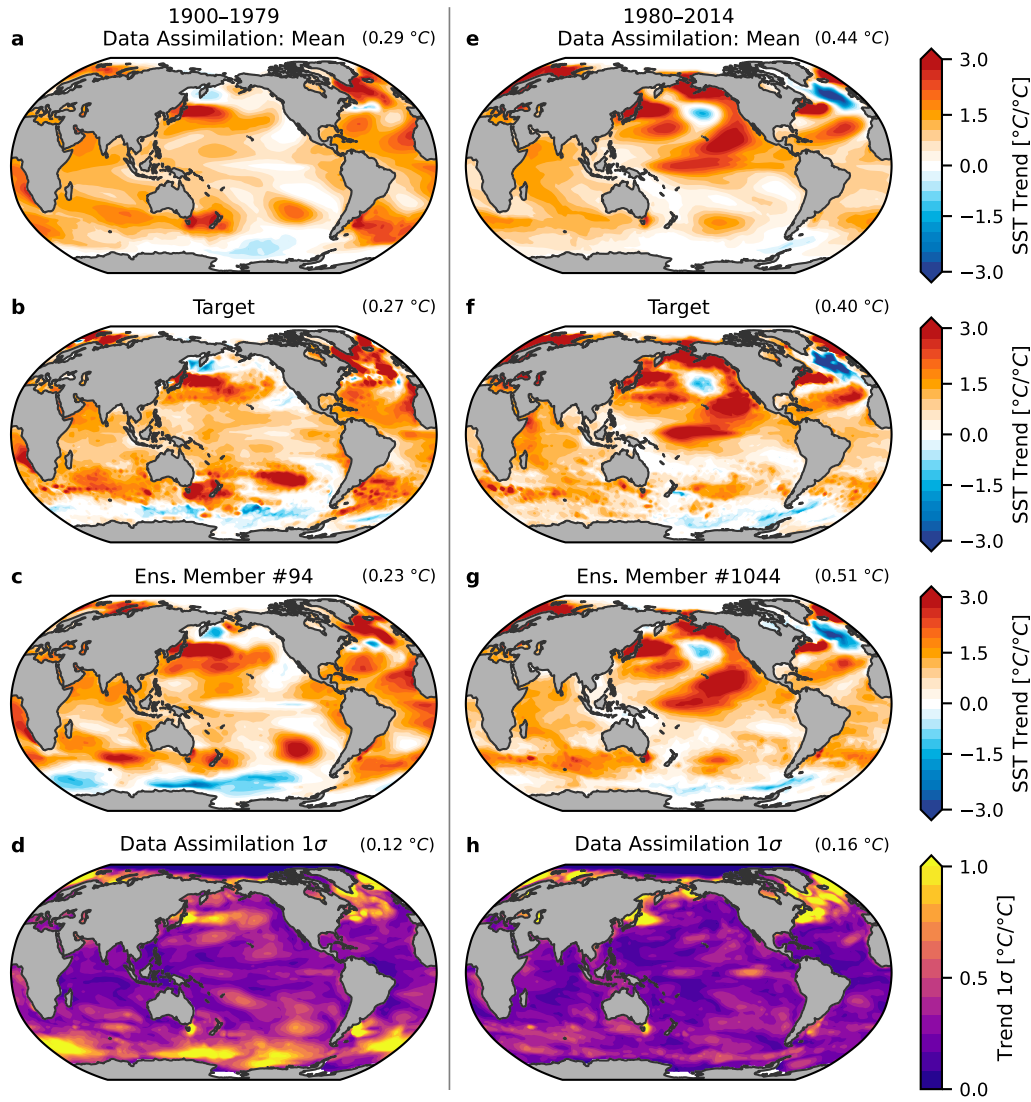 1900–1979
a Data Assimilation: Mean (0.29 °C)
1980–2014
e Data Assimilation: Mean (0.44 °C)
3.0
1.5
0.0
−1.5
−3.0
SST Trend [°C/°C]
b Target (0.27 °C)
f Target (0.40 °C)
3.0
1.5
0.0
−1.5
−3.0
SST Trend [°C/°C]
c Ens. Member #94 (0.23 °C)
g Ens. Member #1044 (0.51 °C)
3.0
1.5
0.0
−1.5
−3.0
SST Trend [°C/°C]
d Data Assimilation 1σ (0.12 °C)
h Data Assimilation 1σ (0.16 °C)
1.0
0.5
0.0
Trend 1σ [°C/°C]